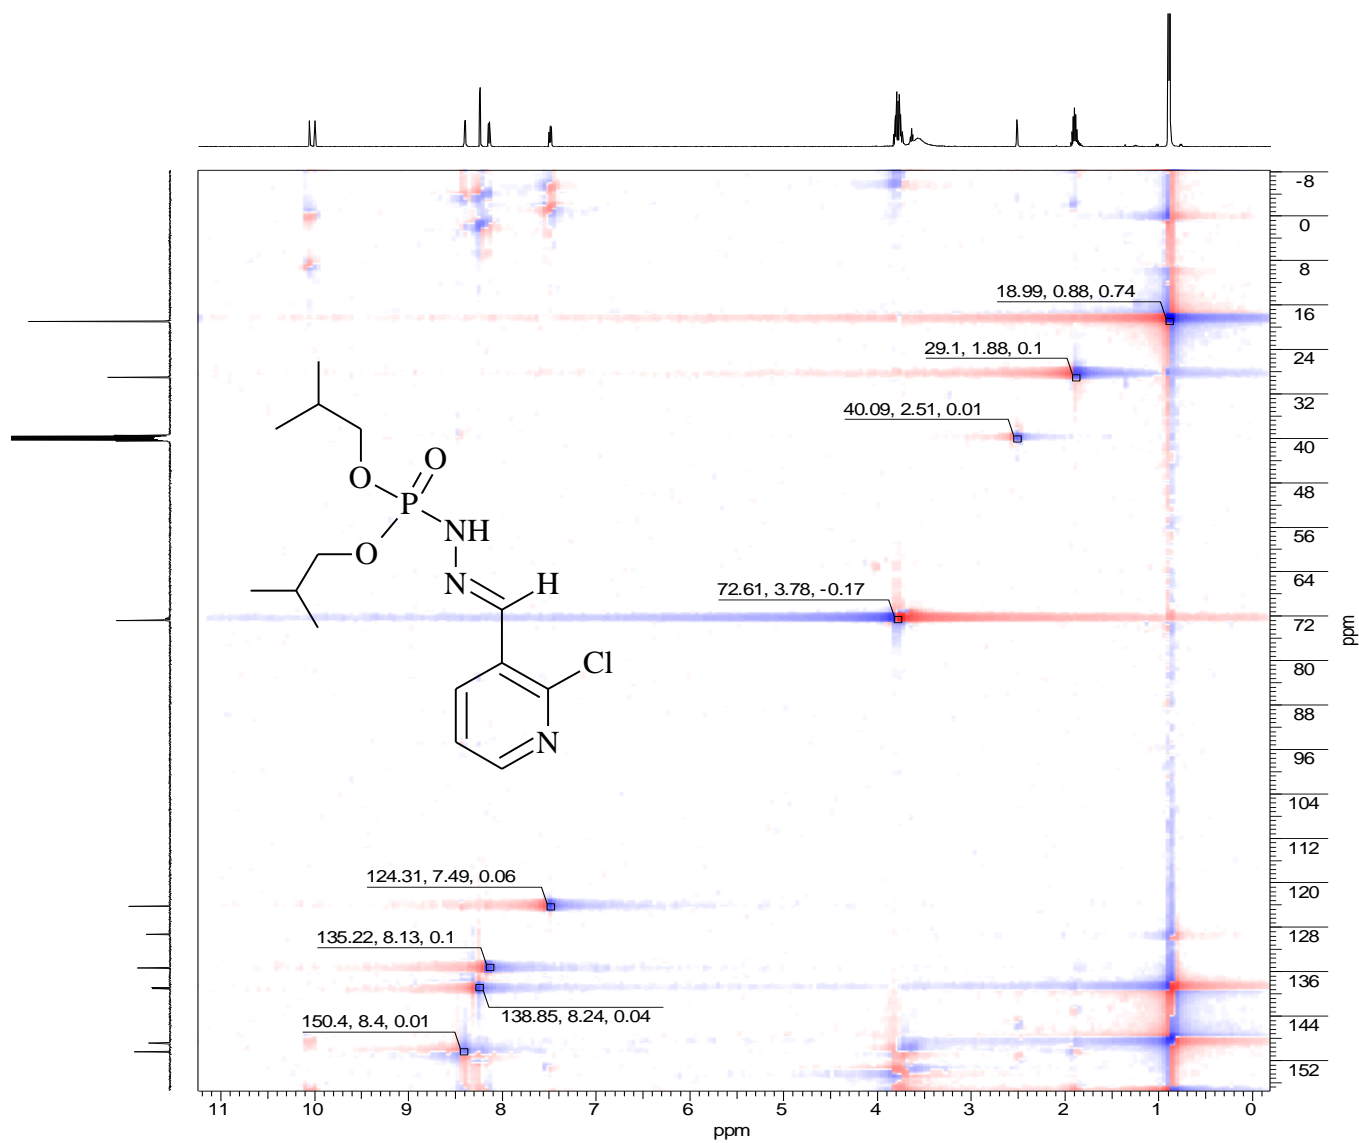 -8
0
8
18.99, 0.88, 0.74
16
29.1, 1.88, 0.1
24
32
40.09, 2.51, 0.01
40
O
O
P
48
NH
O
56
N
H
72.61, 3.78, -0.17
64
72
ppm
Cl
80
N
88
96
104
112
124.31, 7.49, 0.06
120
128
135.22, 8.13, 0.1
136
138.85, 8.24, 0.04
150.4, 8.4, 0.01
144
152
11 10 9 8 7 6 5 4 3 2 1 0
ppm